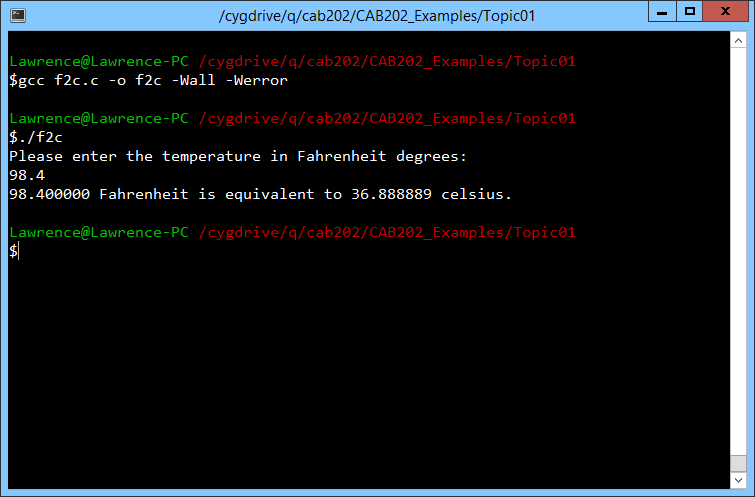 /cygdrive/q/cab202/CAB202_Examples/Topic01
Lawrence@Lawrence-PC /cygdrive/q/cab202/CAB202_Examples/Topic01
$gcc f2c.c -o f2c -Wall -Werror
Lawrence@Lawrence-PC /cygdrive/q/cab202/CAB202_Examples/Topic01
$./f2c
Please enter the temperature in Fahrenheit degrees:
98.4
98.400000 Fahrenheit is equivalent to 36.888889 celsius.
Lawrence@Lawrence-PC /cygdrive/q/cab202/CAB202_Examples/Topic01
$